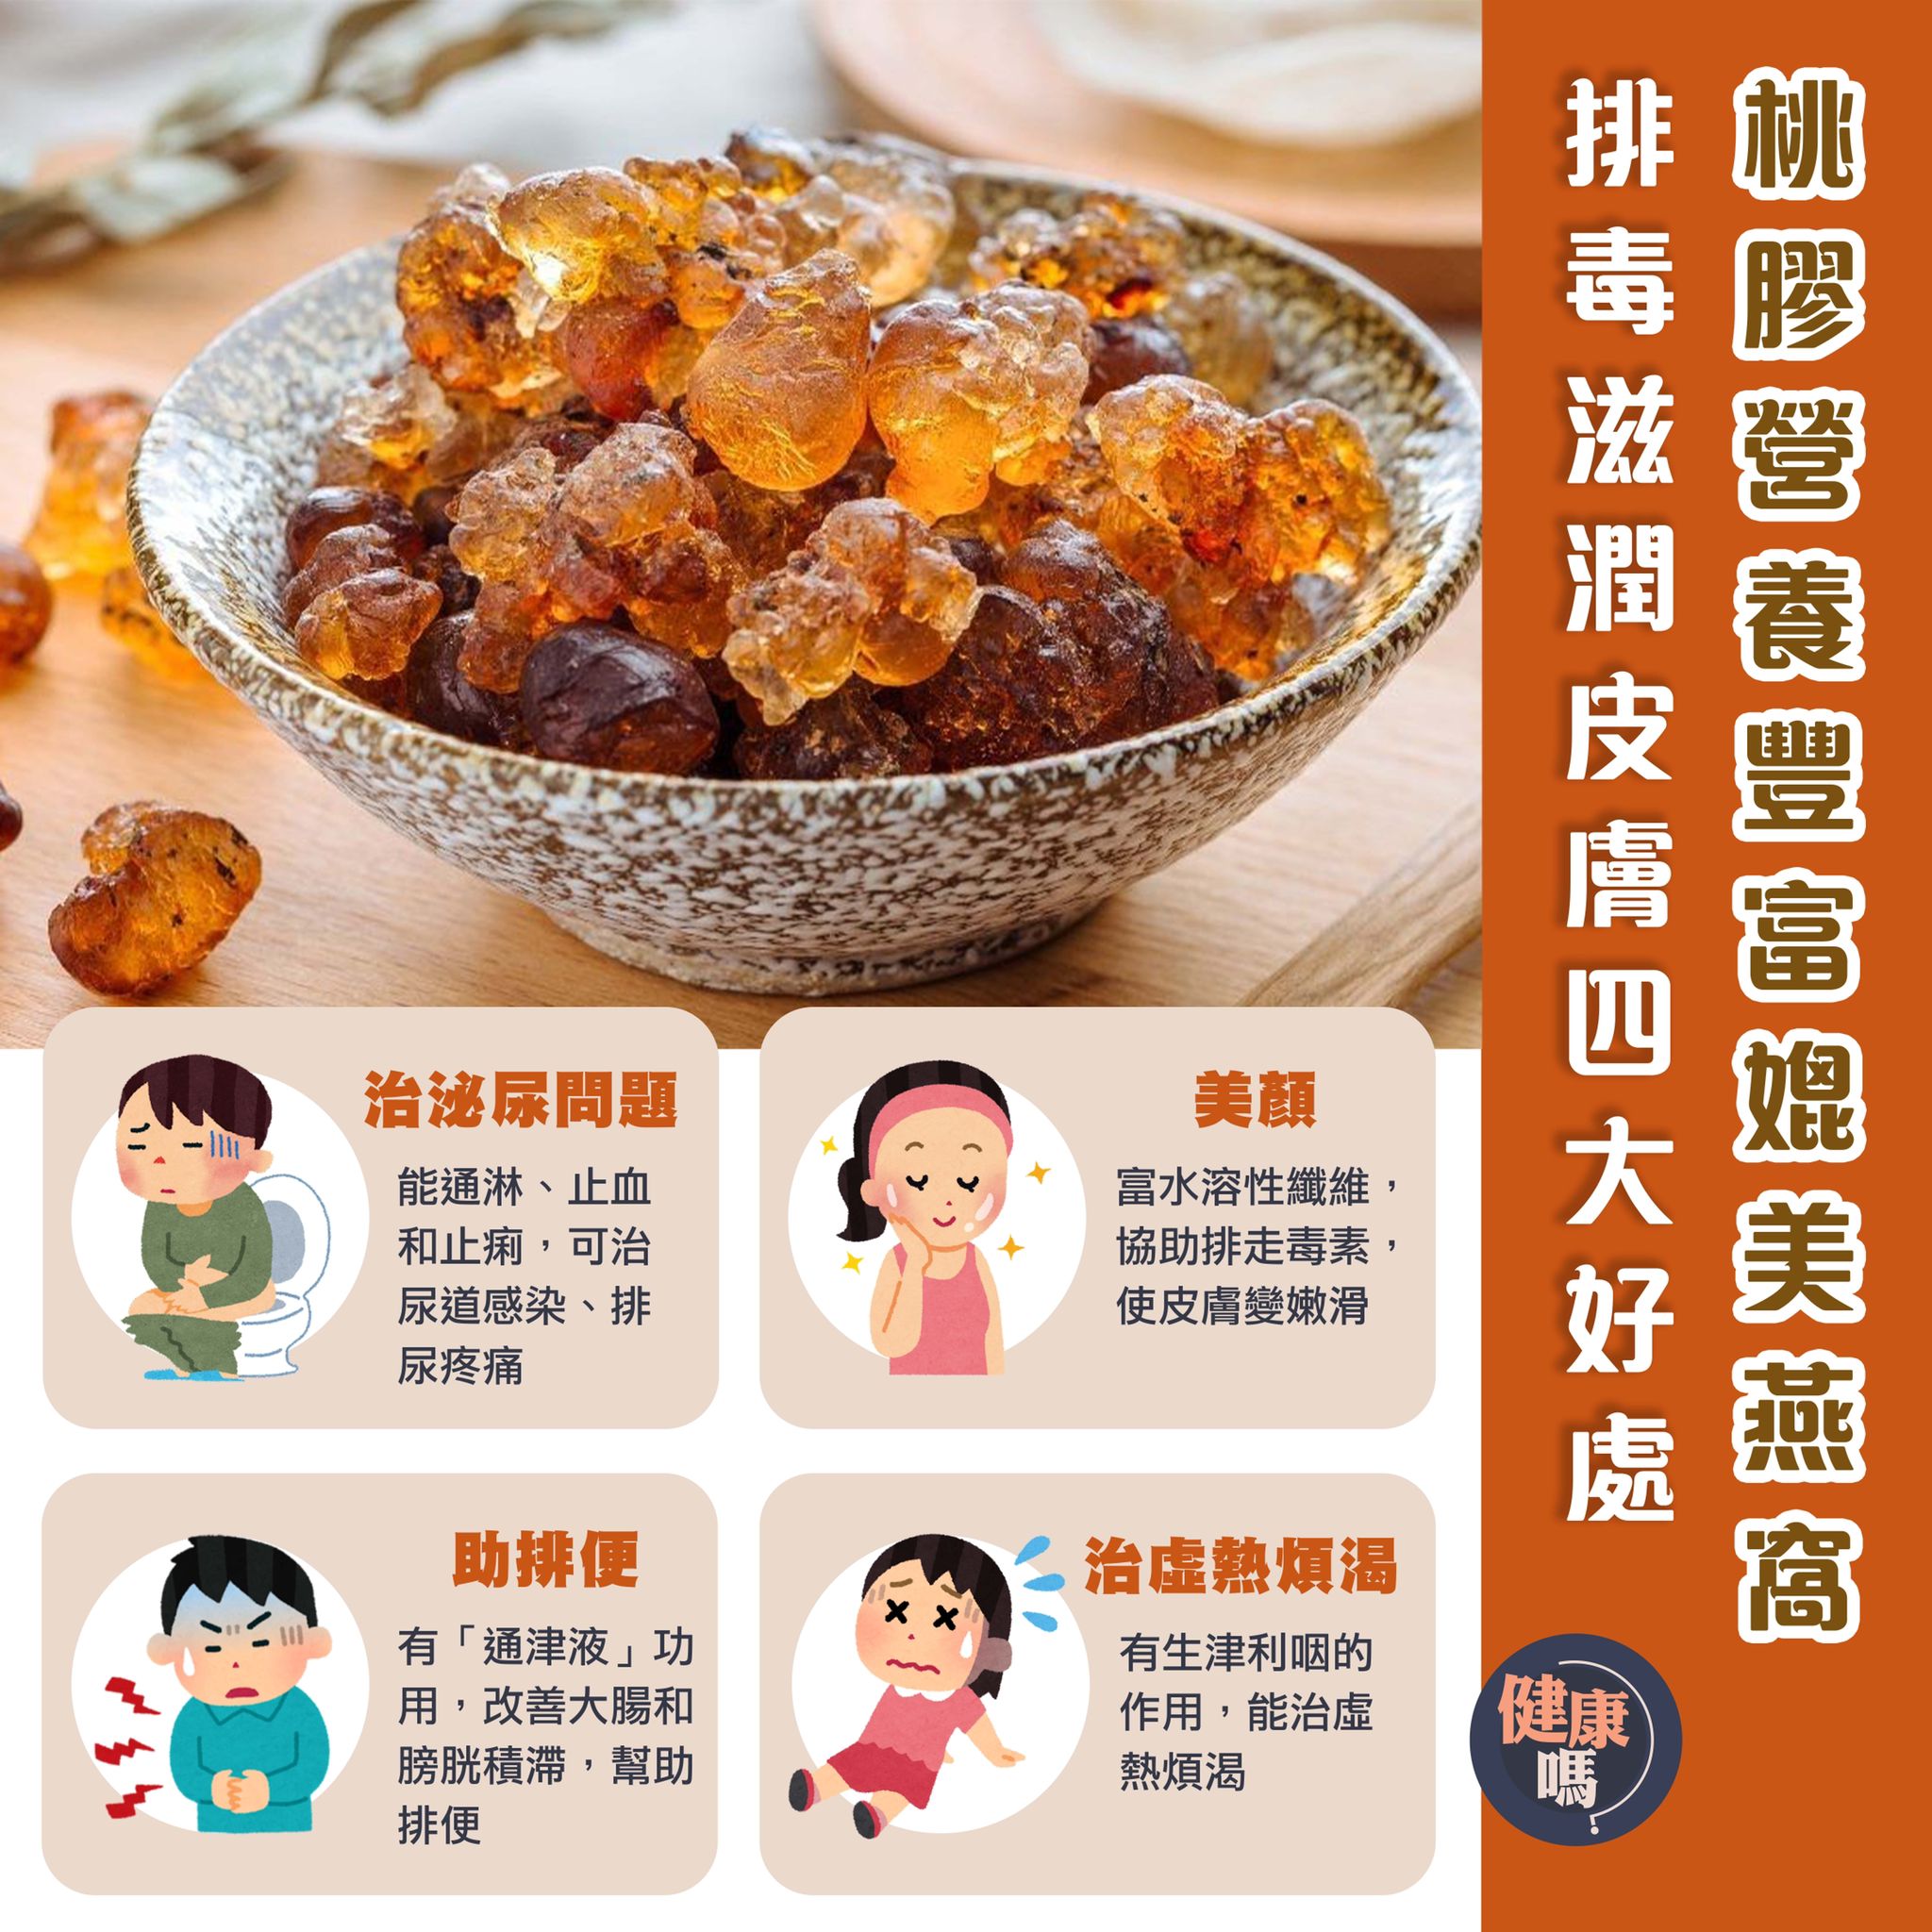 桃膠營養豐富媲美燕窩
排毒滋潤皮膚四大好處
治泌尿問題
能通淋、止血
和止痢，可治
尿道感染、排
尿疼痛
美顏
富水溶性纖維，
協助排走毒素，
使皮膚變嫩滑
助排便
有「通津液」功
用，改善大腸和
膀胱積滯，幫助
排便
治虛熱煩渴
有生津利咽的
作用，能治虛
熱煩渴
健康
嗎?